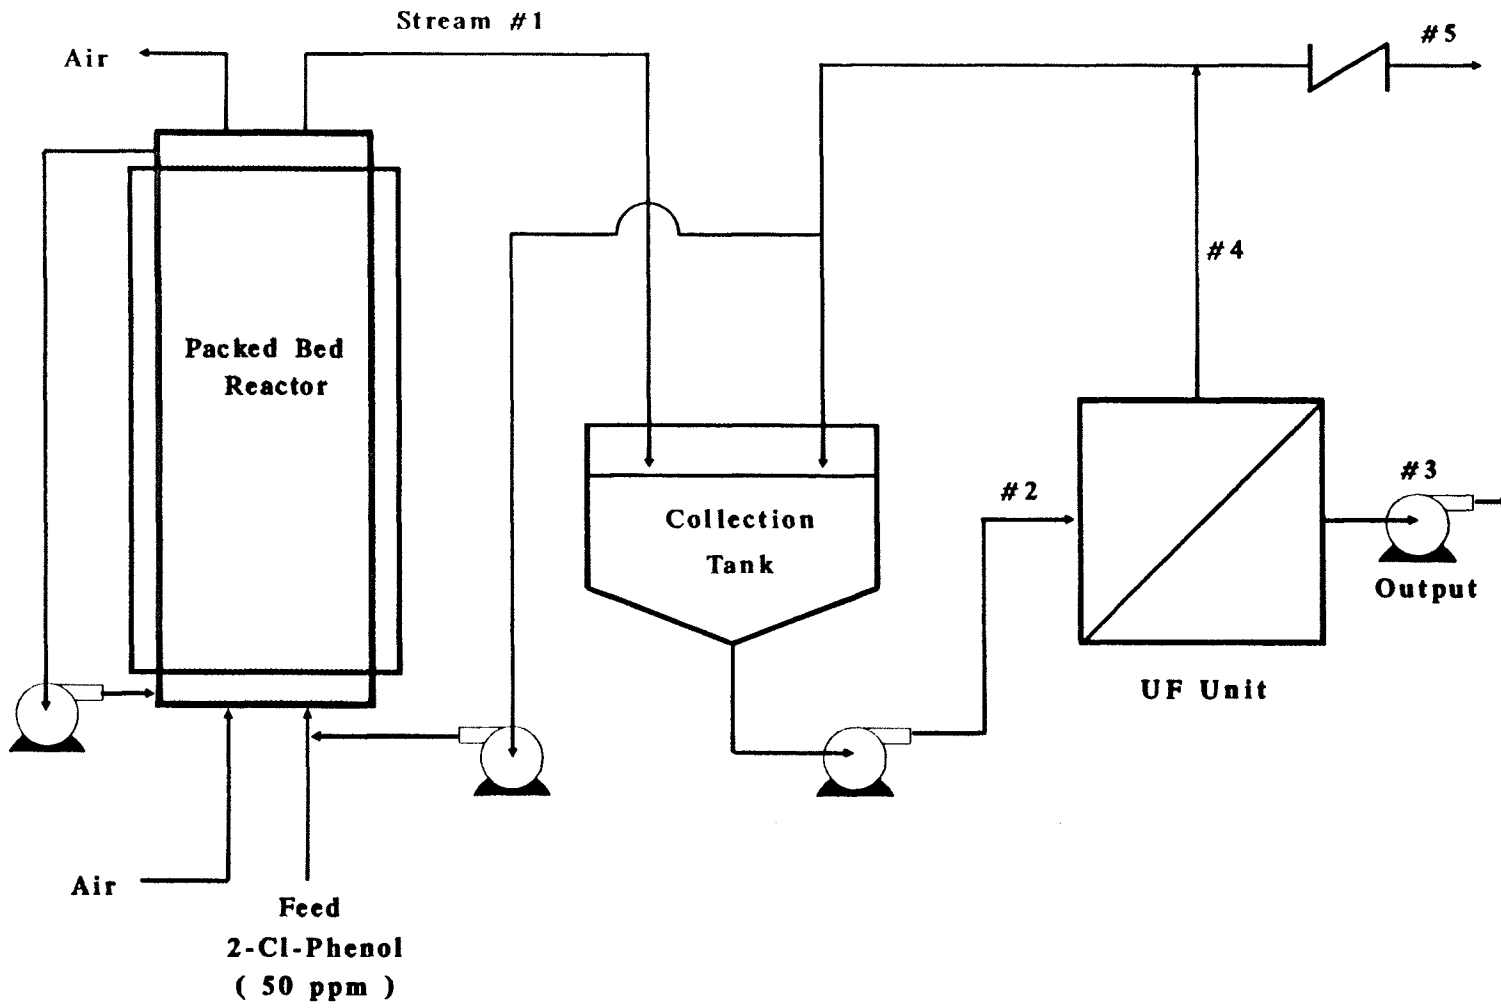 Stream #1
Air
#5
#4
Packed Bed
Reactor
#3
#2
Collection
Tank
Output
UF Unit
Air
Feed
2-Cl-Phenol
( 50 ppm )